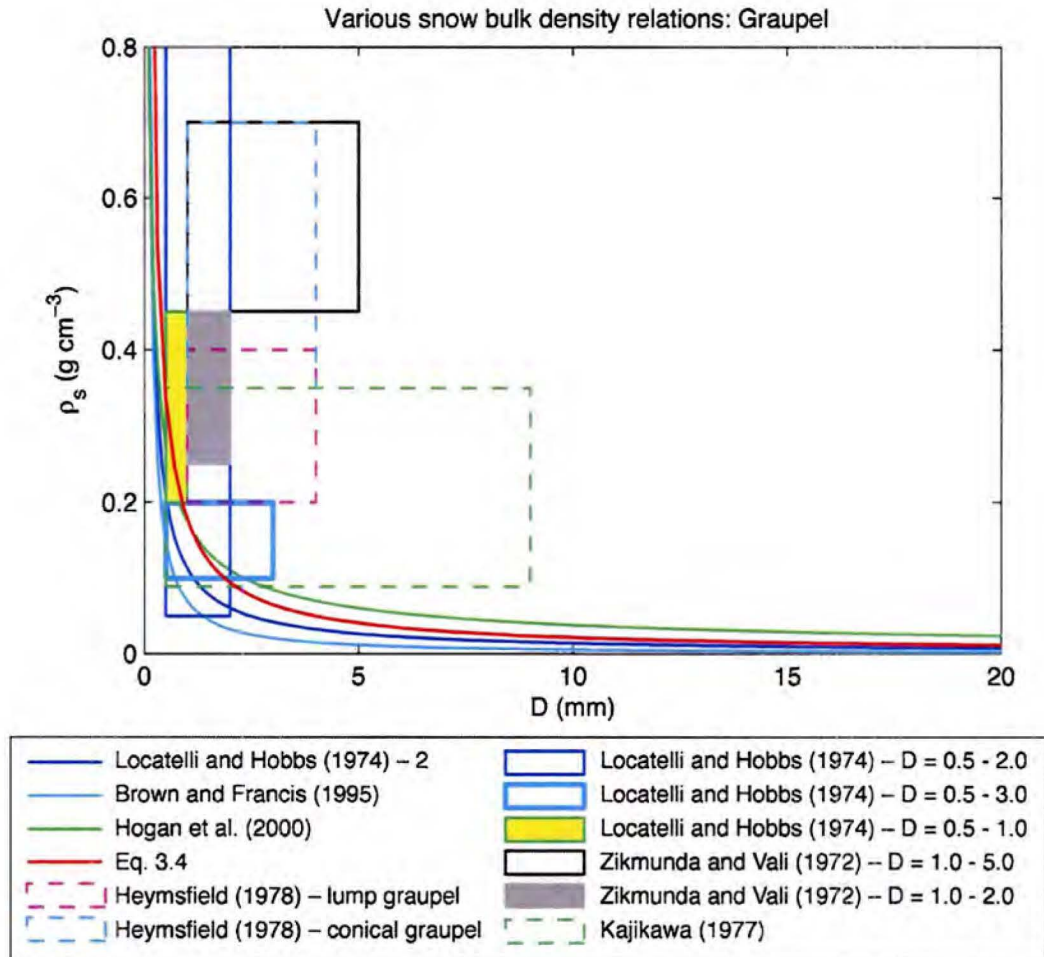 Various snow bulk density relations: Graupel
0.8
0.6
0.4
0.2
0
ρs (g cm−3)
0 5 10 15 20
D (mm)
Locatelli and Hobbs (1974) – 2
Brown and Francis (1995)
Hogan et al. (2000)
Eq. 3.4
Heymsfield (1978) – lump graupel
Heymsfield (1978) – conical graupel
Locatelli and Hobbs (1974) – D = 0.5 - 2.0
Locatelli and Hobbs (1974) – D = 0.5 - 3.0
Locatelli and Hobbs (1974) – D = 0.5 - 1.0
Zikmunda and Vali (1972) – D = 1.0 - 5.0
Zikmunda and Vali (1972) – D = 1.0 - 2.0
Kajikawa (1977)